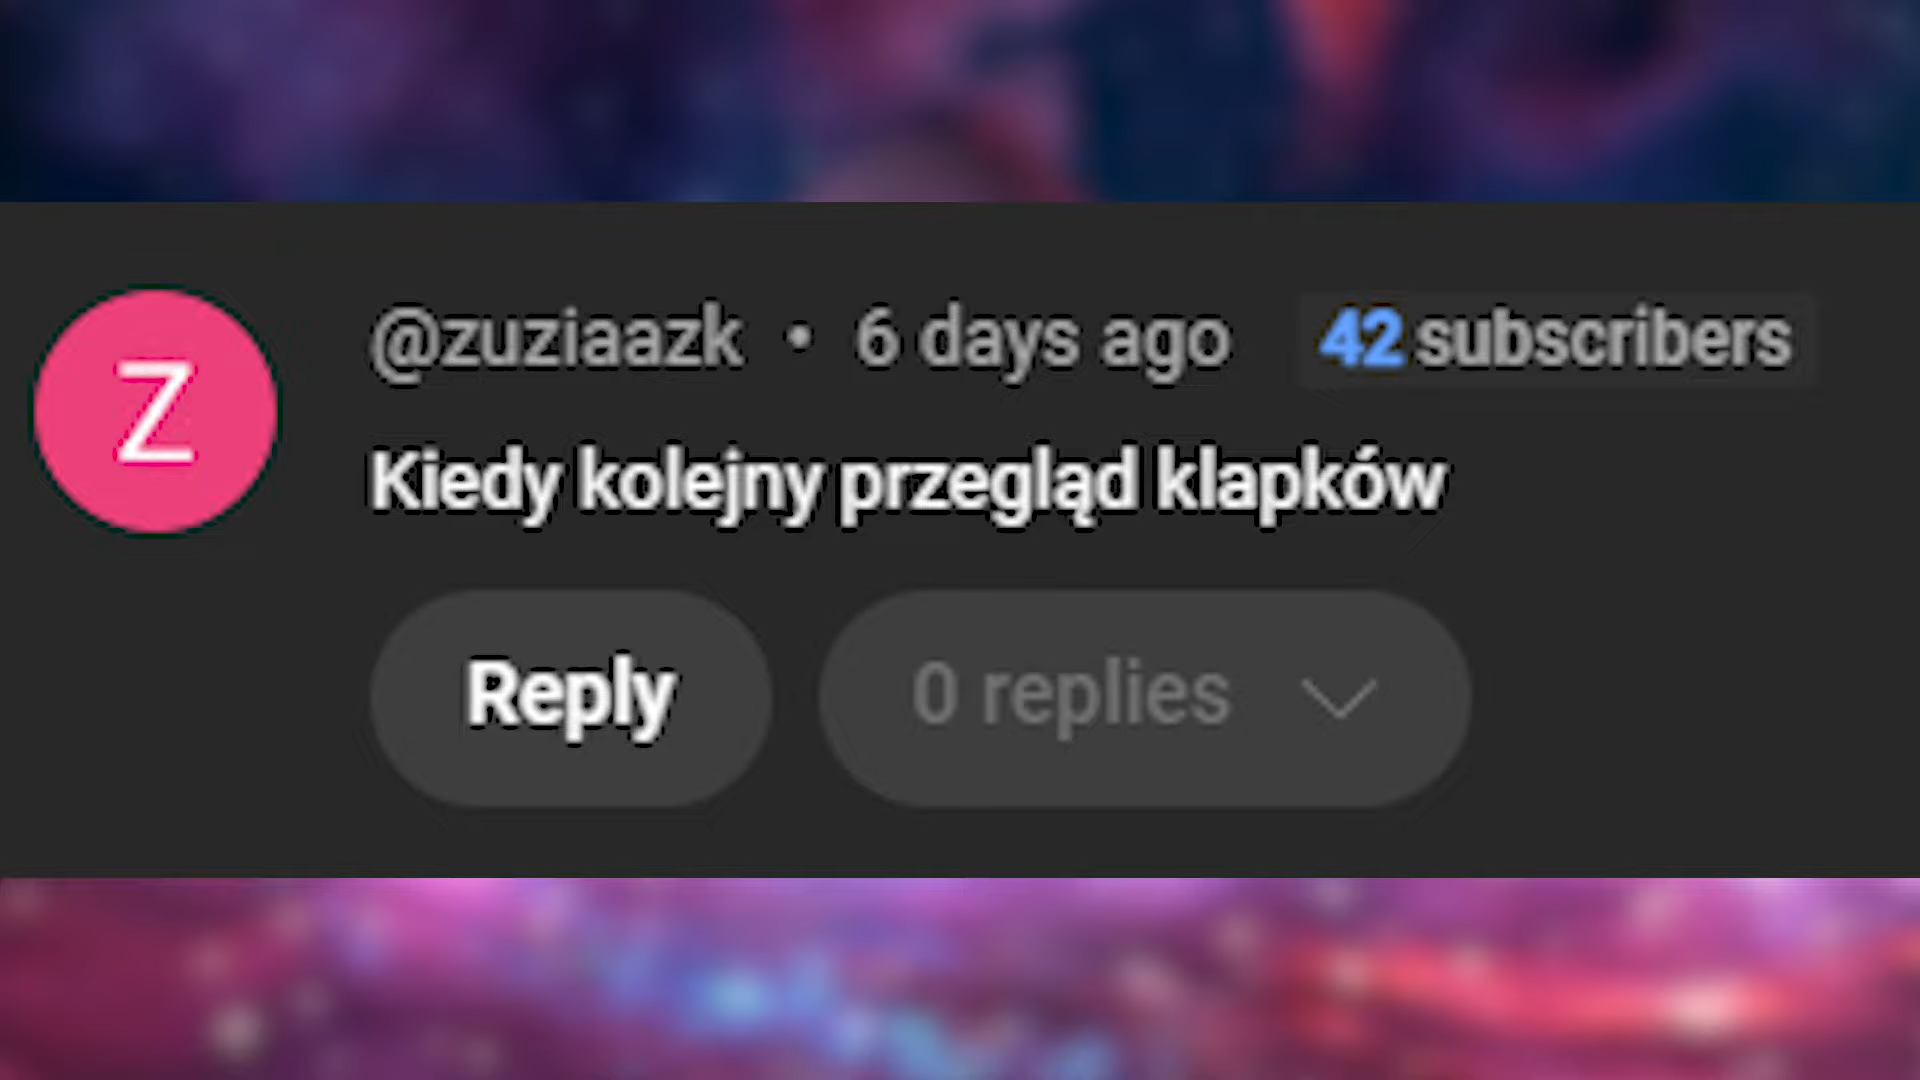 Z
@zuziaazk • 6 days ago 42 subscribers
Kiedy kolejny przegląd klapków
Reply 0 replies